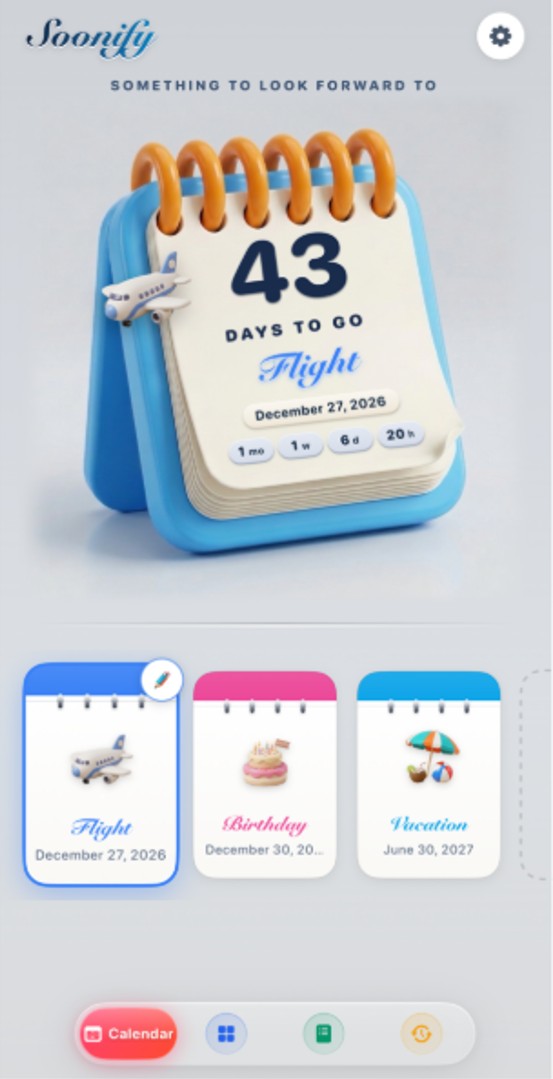 Soonify
SOMETHING TO LOOK FORWARD TO
43
DAYS TO GO
Flight
December 27, 2026
1 mo 1 w 6 d 20 h
Flight
December 27, 2026
Birthday
December 30, 20...
Vacation
June 30, 2027
Calendar